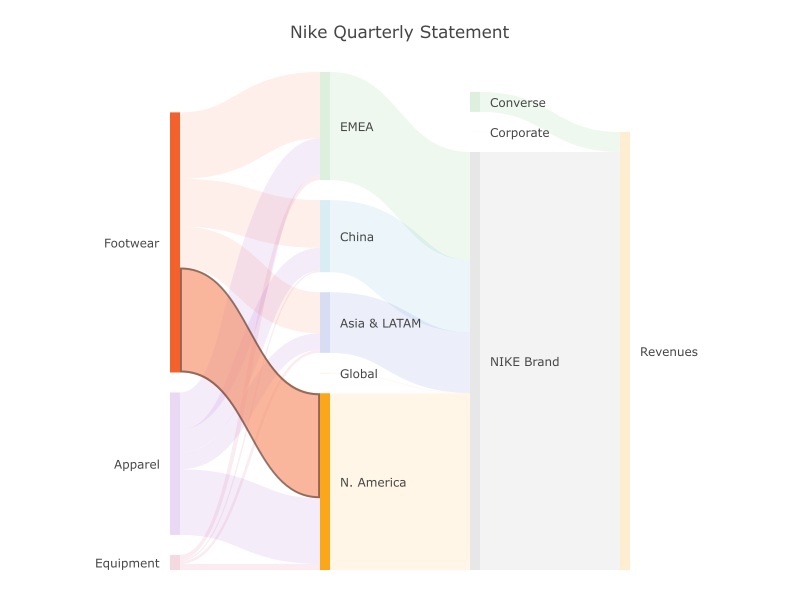 Nike Quarterly Statement
Converse
EMEA
Corporate
China
Footwear
Asia & LATAM
Revenues
NIKE Brand
Global
Apparel
N. America
Equipment